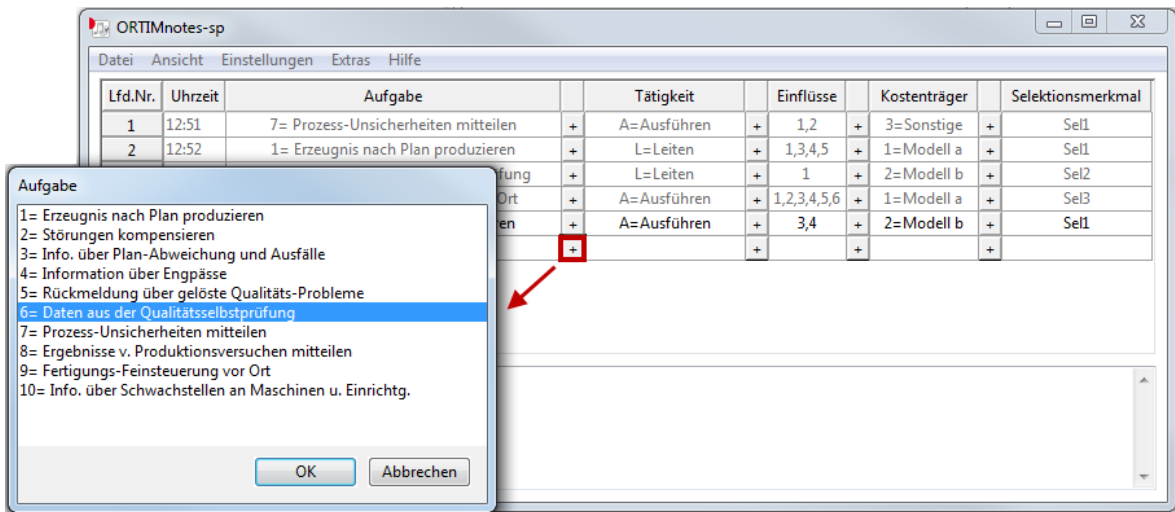 ORTIMnotes-sp
Datei Ansicht Einstellungen Extras Hilfe
Lfd.Nr. Uhrzeit Aufgabe Tätigkeit Einflüsse Kostenträger Selektionsmerkmal
1 12:51 7= Prozess-Unsicherheiten mitteilen + A=Ausführen + 1,2 + 3=Sonstige + Sel1
2 12:52 1= Erzeugnis nach Plan produzieren + L=Leiten + 1,3,4,5 + 1=Modell a + Sel1
fung + L=Leiten + 1 + 2=Modell b + Sel2
Ort + A=Ausführen + 1,2,3,4,5,6 + 1=Modell a + Sel3
en + A=Ausführen + 3,4 + 2=Modell b + Sel1
+ + + +
Aufgabe
1= Erzeugnis nach Plan produzieren
2= Störungen kompensieren
3= Info. über Plan-Abweichung und Ausfälle
4= Information über Engpässe
5= Rückmeldung über gelöste Qualitäts-Probleme
6= Daten aus der Qualitätsselbstprüfung
7= Prozess-Unsicherheiten mitteilen
8= Ergebnisse v. Produktionsversuchen mitteilen
9= Fertigungs-Feinsteuerung vor Ort
10= Info. über Schwachstellen an Maschinen u. Einrichtg.
OK Abbrechen